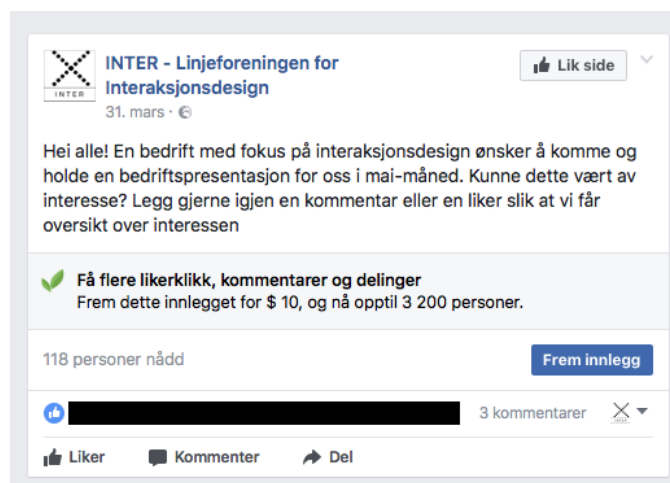 INTER - Linjeforeningen for
Interaksjonsdesign
INTER
31. mars ·
Lik side
Hei alle! En bedrift med fokus på interaksjonsdesign ønsker å komme og
holde en bedriftspresentasjon for oss i mai-måned. Kunne dette vært av
interesse? Legg gjerne igjen en kommentar eller en liker slik at vi får
oversikt over interessen
Få flere likerklikk, kommentarer og delinger
Frem dette innlegget for $ 10, og nå opptil 3 200 personer.
118 personer nådd
Frem innlegg
3 kommentarer
Liker
Kommenter
Del